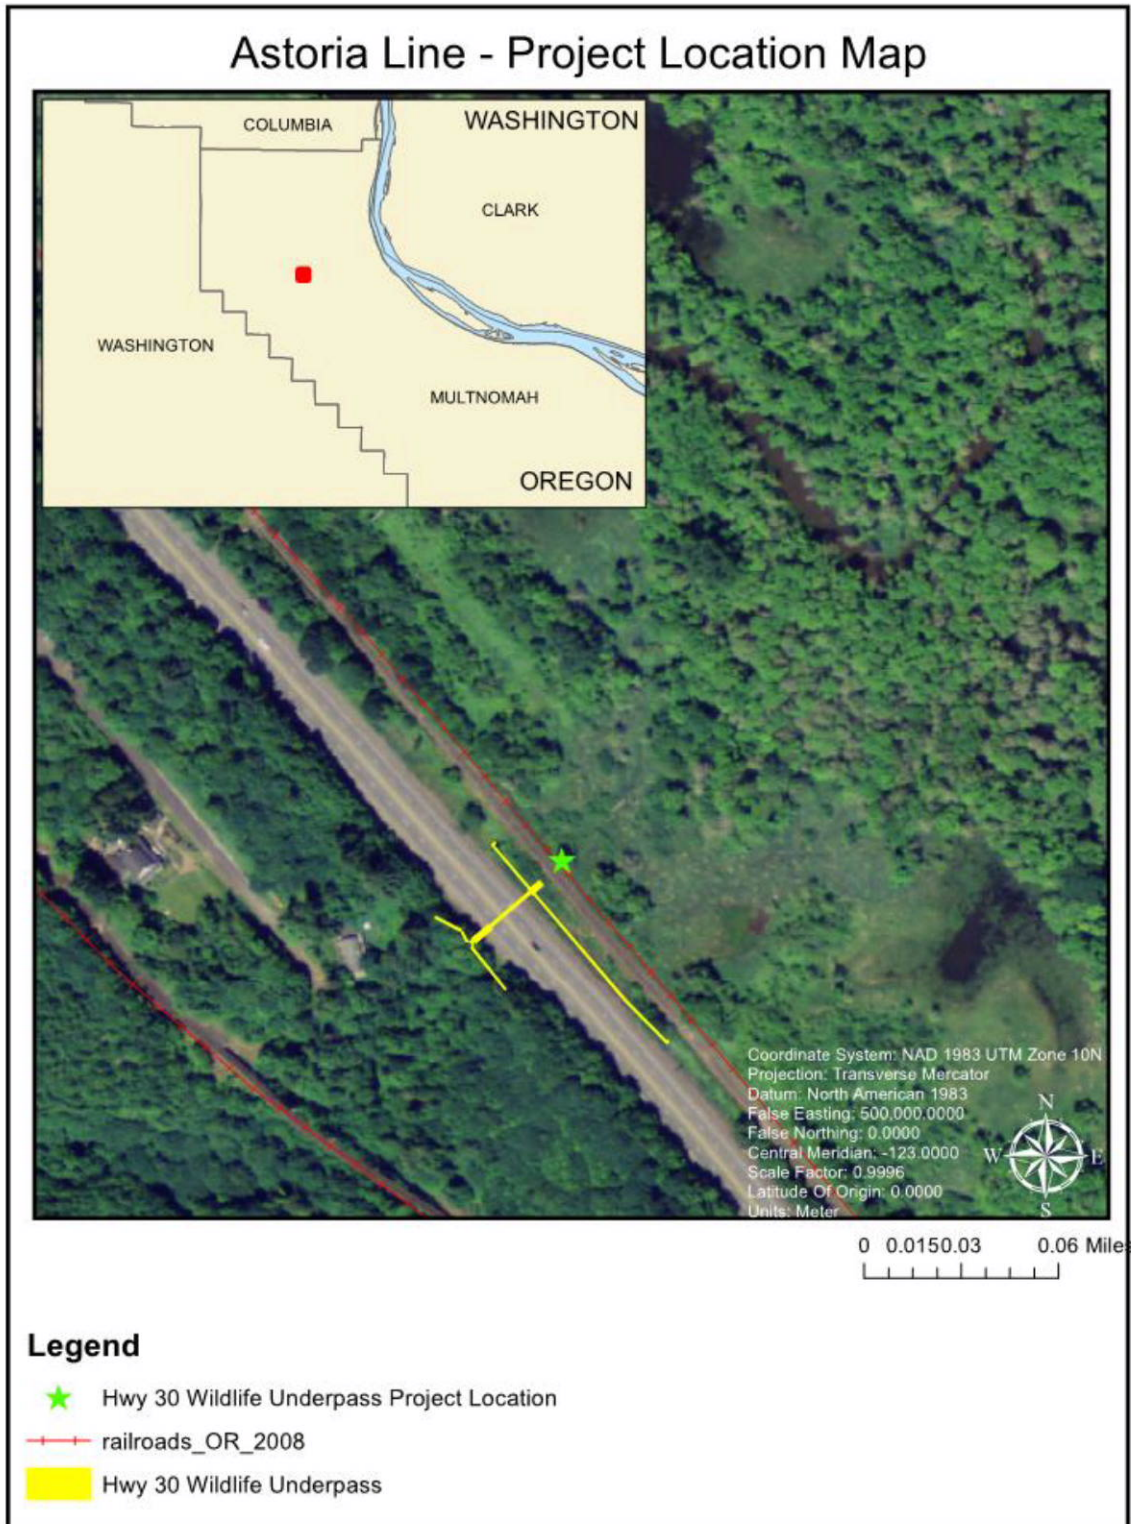 Astoria Line - Project Location Map
COLUMBIA
WASHINGTON
CLARK
WASHINGTON
MULTNOMAH
OREGON
Coordinate System: NAD 1983 UTM Zone 10N
Projection: Transverse Mercator
Datum: North American 1983
False Easting: 500,000.0000
False Northing: 0.0000
Central Meridian: -123.0000
Scale Factor: 0.9996
Latitude Of Origin: 0.0000
Units: Meter
N
W E
S
0 0.0150.03 0.06 Miles
Legend
Hwy 30 Wildlife Underpass Project Location
railroads_OR_2008
Hwy 30 Wildlife Underpass